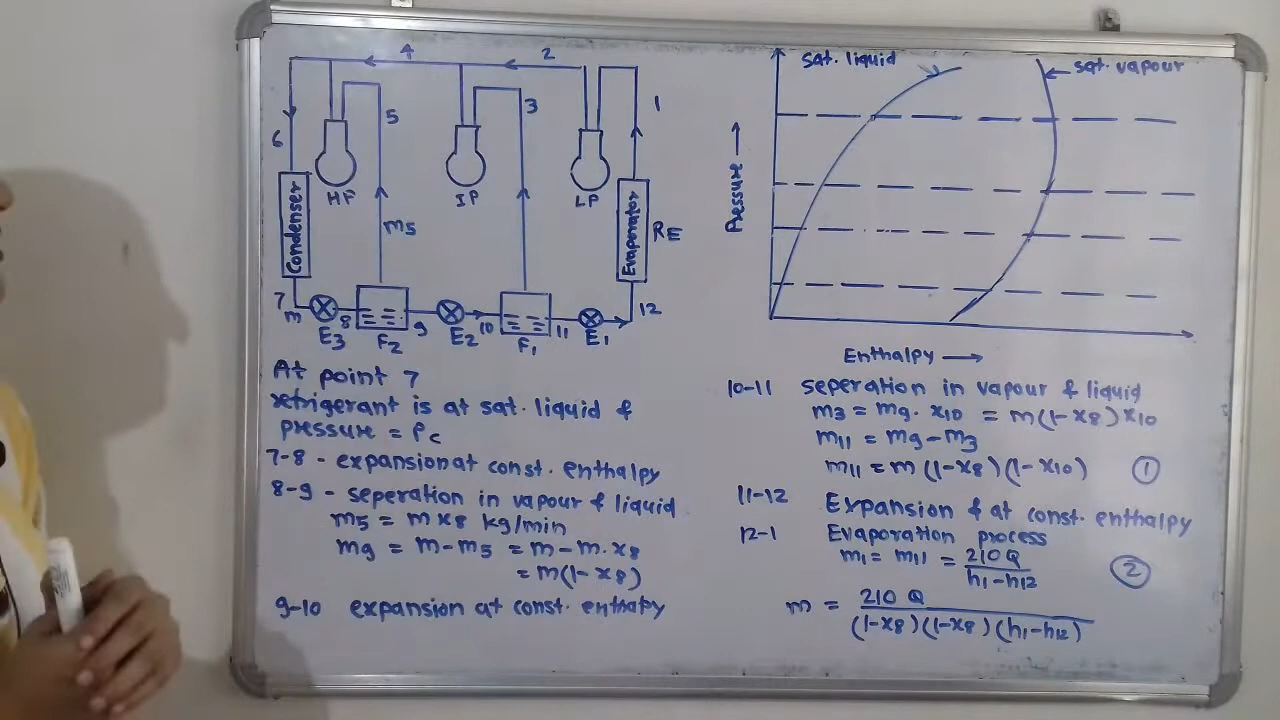 4
2
5
3
1
6
HP
IP
LP
Condenser
Evaporator
RE
m5
7
m
E3
8
F2
9
E2
10
F1
11
E1
12
sat. liquid
sat. vapour
Pressure →
Enthalpy →
At point 7
refrigerant is at sat. liquid &
pressure = Pc
7-8 - expansion at const. enthalpy
8-9 - seperation in vapour & liquid
m5 = m x8 kg/min
m9 = m-m5 = m-m.x8
= m(1-x8)
9-10 expansion at const. enthalpy
10-11 seperation in vapour & liquid
m3 = m9. x10 = m(1-x8) x10
m11 = m9-m3
m11 = m (1-x8)(1-x10) ①
11-12 Expansion & at const. enthalpy
12-1 Evaporation process
m1 = m11 = 210 Q / h1-h12 ②
m = 210 Q / (1-x8)(1-x8)(h1-h12)